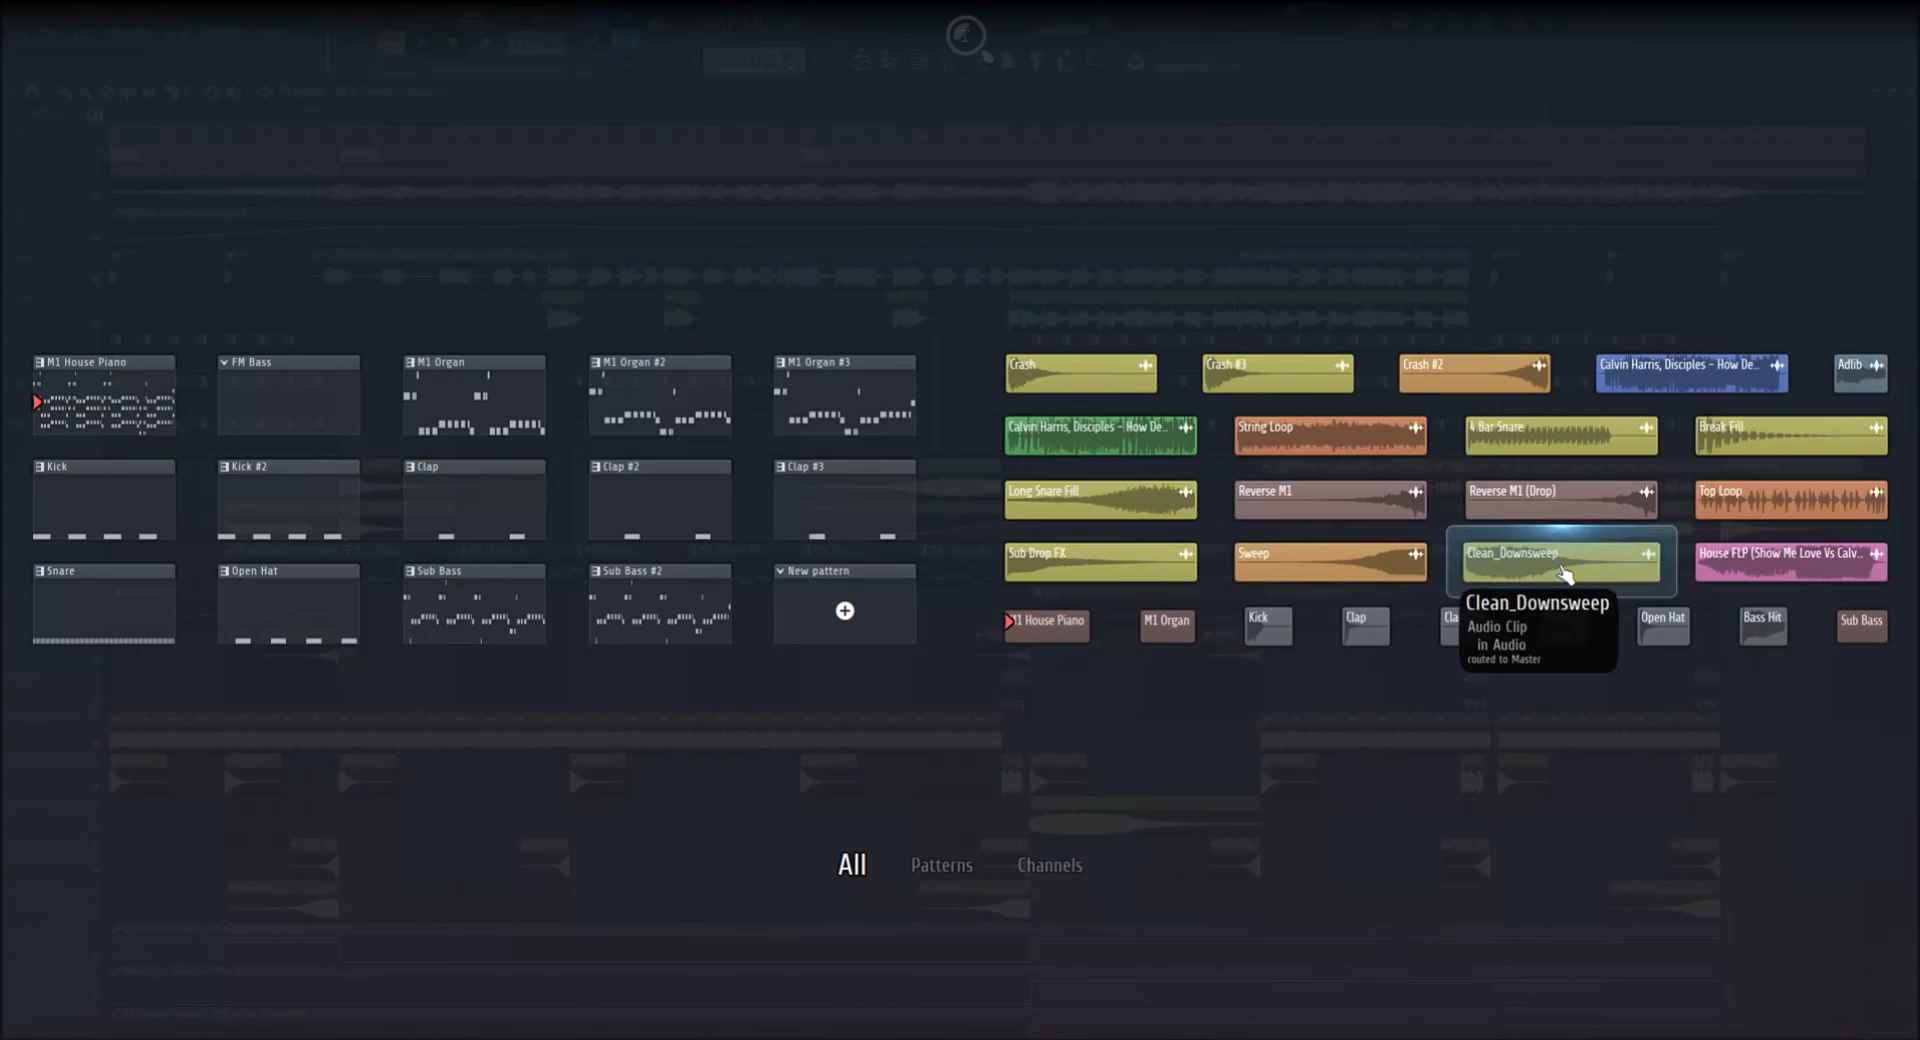 M1 House Piano
FM Bass
M1 Organ
M1 Organ #2
M1 Organ #3
Kick
Kick #2
Clap
Clap #2
Clap #3
Snare
Open Hat
Sub Bass
Sub Bass #2
New pattern
Crash
Crash #3
Crash #2
Calvin Harris, Disciples - How De..
Adlib
Calvin Harris, Disciples - How De..
String Loop
4 Bar Snare
Break Fill
Long Snare Fill
Reverse M1
Reverse M1 (Drop)
Top Loop
Sub Drop FX
Sweep
Clean_Downsweep
House FLP (Show Me Love Vs Calv..
M1 House Piano
M1 Organ
Kick
Clap
Cla
Open Hat
Bass Hit
Sub Bass
Clean_Downsweep
Audio Clip
in Audio
routed to Master
All
Patterns
Channels